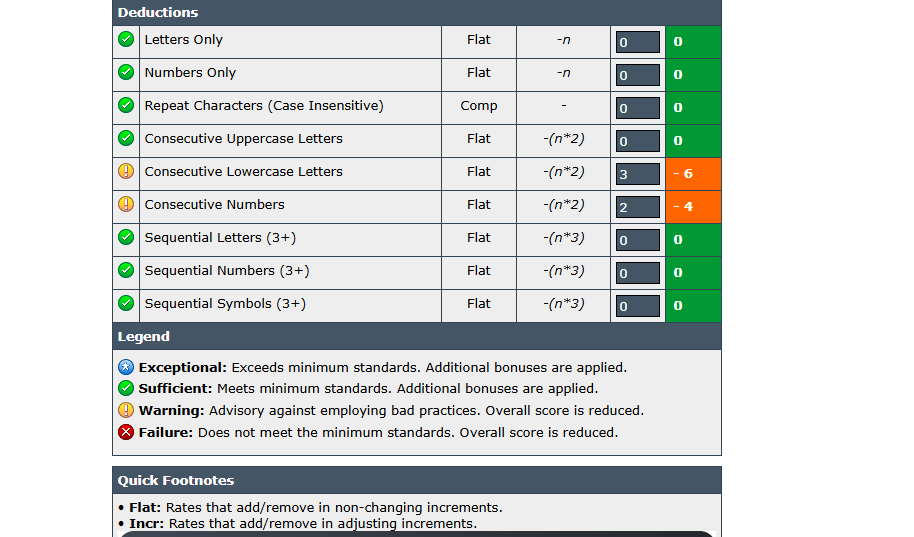 Deductions
Letters Only Flat -n 0 0
Numbers Only Flat -n 0 0
Repeat Characters (Case Insensitive) Comp - 0 0
Consecutive Uppercase Letters Flat -(n*2) 0 0
Consecutive Lowercase Letters Flat -(n*2) 3 - 6
Consecutive Numbers Flat -(n*2) 2 - 4
Sequential Letters (3+) Flat -(n*3) 0 0
Sequential Numbers (3+) Flat -(n*3) 0 0
Sequential Symbols (3+) Flat -(n*3) 0 0
Legend
Exceptional: Exceeds minimum standards. Additional bonuses are applied.
Sufficient: Meets minimum standards. Additional bonuses are applied.
Warning: Advisory against employing bad practices. Overall score is reduced.
Failure: Does not meet the minimum standards. Overall score is reduced.
Quick Footnotes
• Flat: Rates that add/remove in non-changing increments.
• Incr: Rates that add/remove in adjusting increments.